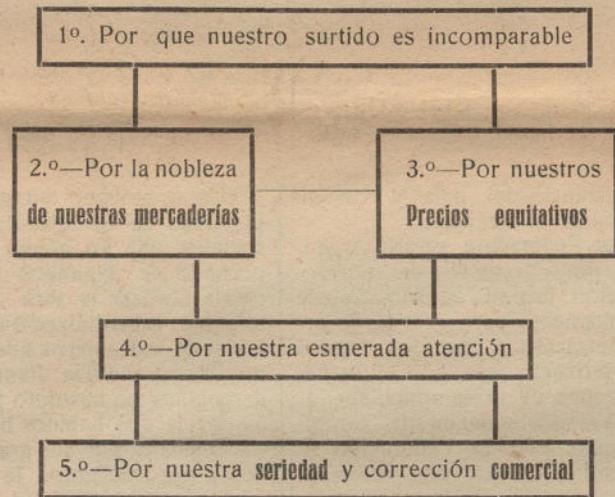 1º. Por que nuestro surtido es incomparable
2.º—Por la nobleza
de nuestras mercaderías
3.º—Por nuestros
Precios equitativos
4.º—Por nuestra esmerada atención
5.º—Por nuestra seriedad y corrección comercial